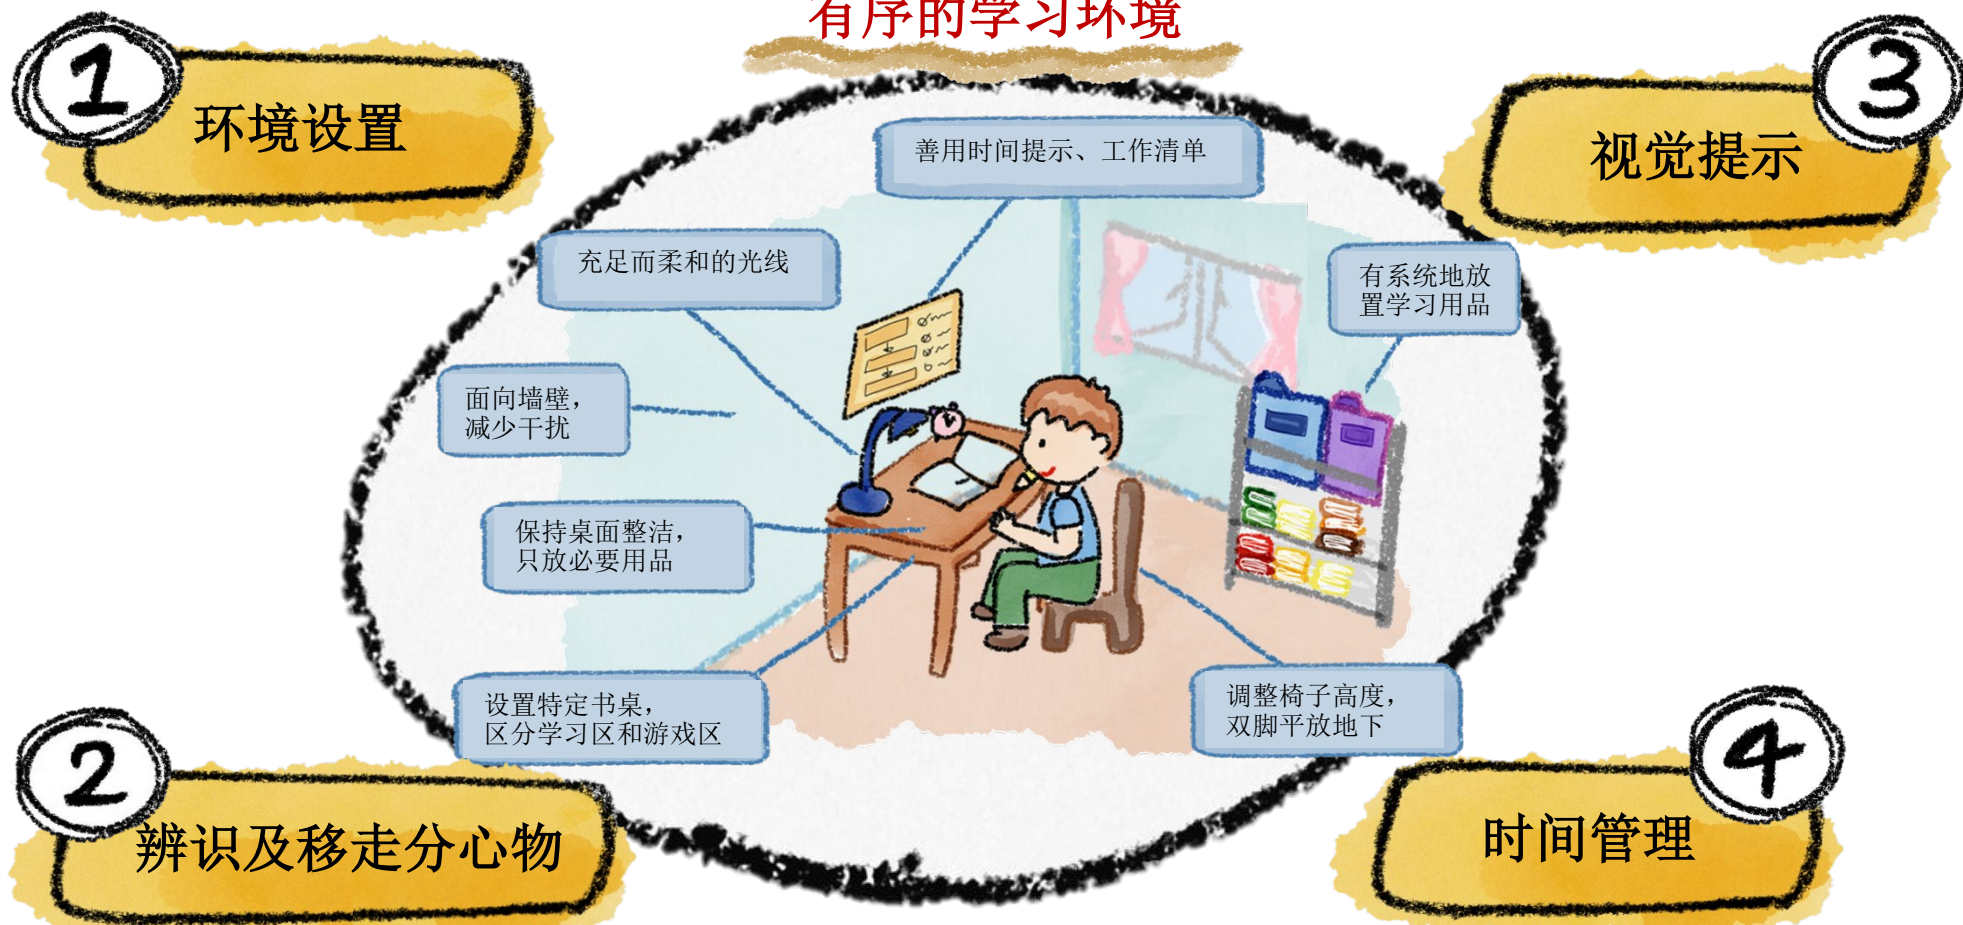 有序的学习环境
1
环境设置
3
视觉提示
善用时间提示、工作清单
充足而柔和的光线
有系统地放
置学习用品
面向墙壁，
减少干扰
保持桌面整洁，
只放必要用品
设置特定书桌，
区分学习区和游戏区
调整椅子高度，
双脚平放地下
2
辨识及移走分心物
4
时间管理